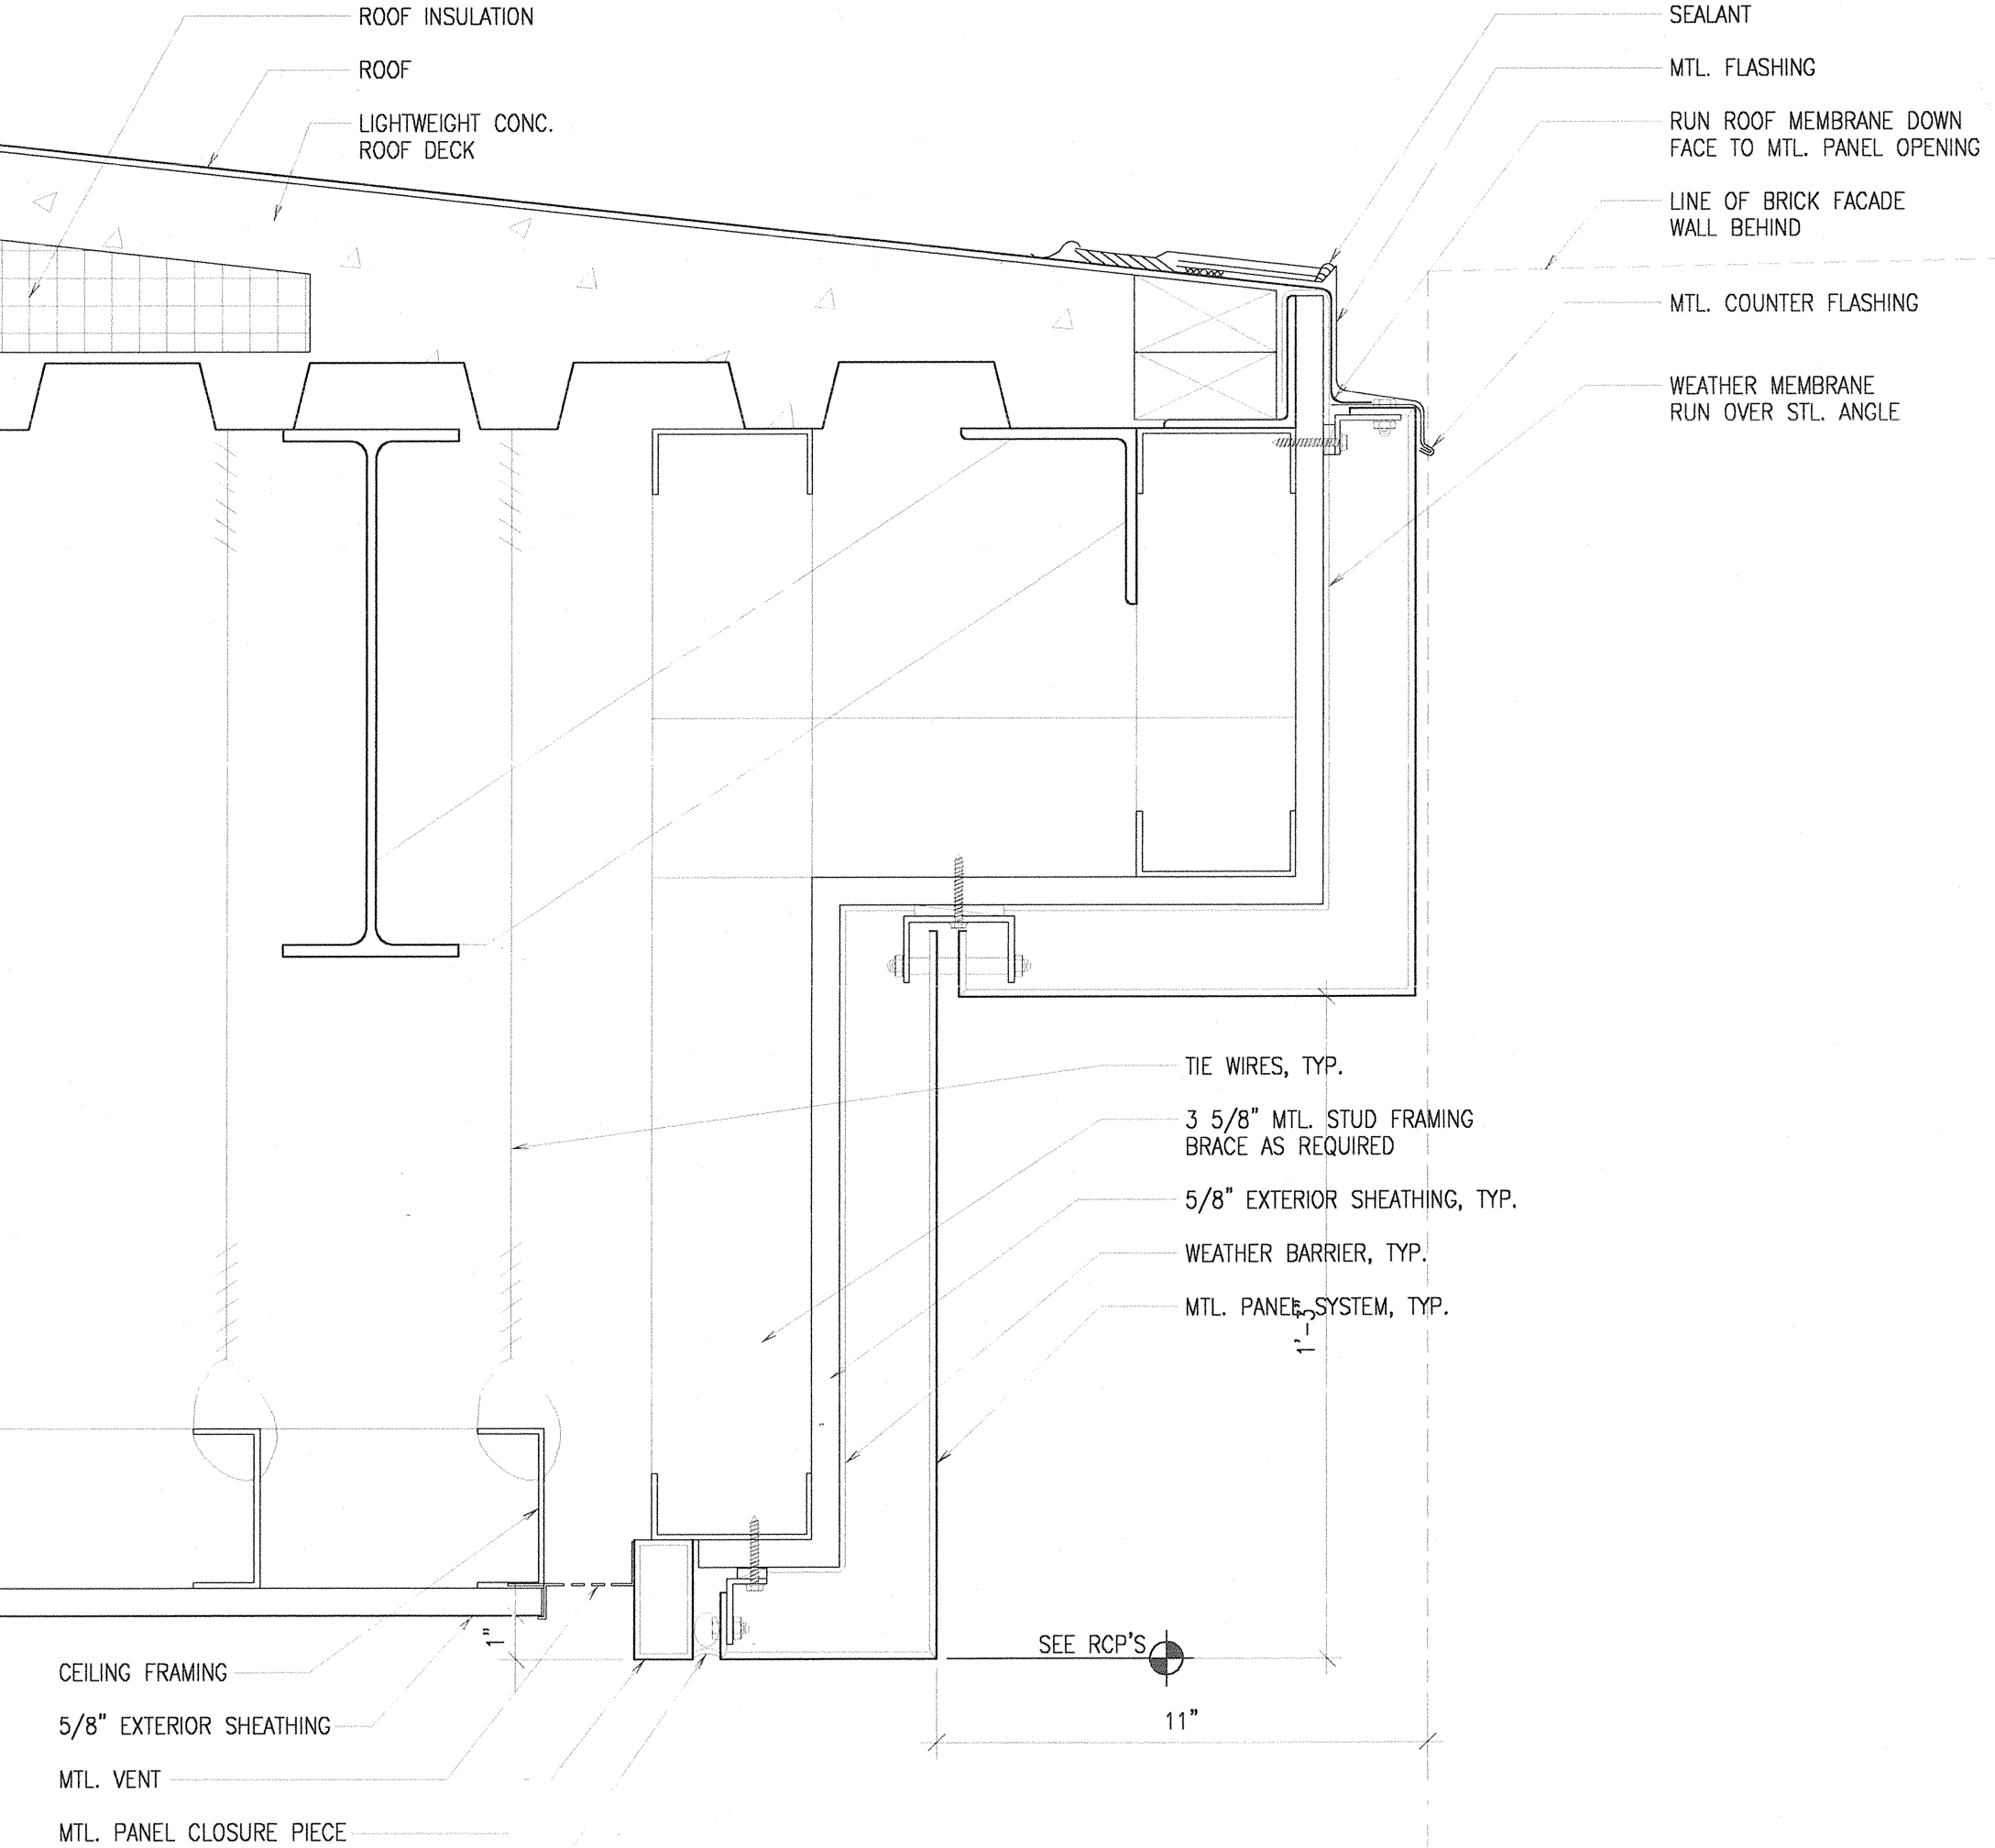 ROOF INSULATION
ROOF
LIGHTWEIGHT CONC.
ROOF DECK
SEALANT
MTL. FLASHING
RUN ROOF MEMBRANE DOWN
FACE TO MTL. PANEL OPENING
LINE OF BRICK FACADE
WALL BEHIND
MTL. COUNTER FLASHING
WEATHER MEMBRANE
RUN OVER STL. ANGLE
TIE WIRES, TYP.
3 5/8" MTL. STUD FRAMING
BRACE AS REQUIRED
5/8" EXTERIOR SHEATHING, TYP.
WEATHER BARRIER, TYP.
MTL. PANEL SYSTEM, TYP.
1'-3"
1"
SEE RCP'S
11"
CEILING FRAMING
5/8" EXTERIOR SHEATHING
MTL. VENT
MTL. PANEL CLOSURE PIECE